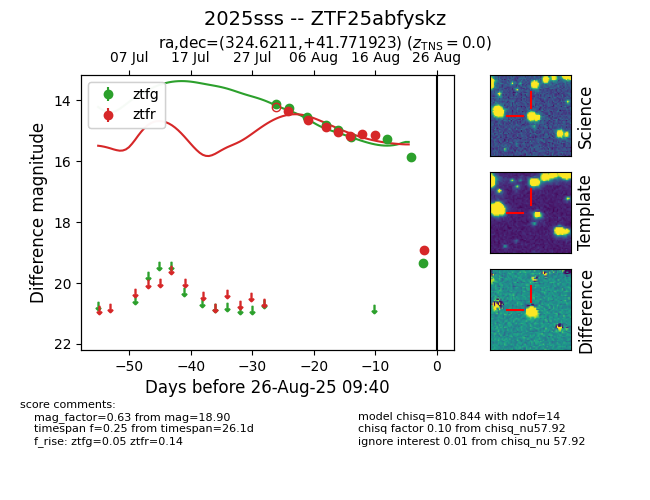 2025sss -- ZTF25abfyskz
ra,dec=(324.6211,+41.771923) (z_TNS = 0.0)
07 Jul 17 Jul 27 Jul 06 Aug 16 Aug 26 Aug
ztfg
ztfr
14
16
18
20
22
Difference magnitude
−50 −40 −30 −20 −10 0
Days before 26-Aug-25 09:40
Science
Template
Difference
score comments:
mag_factor=0.63 from mag=18.90
timespan f=0.25 from timespan=26.1d
f_rise: ztfg=0.05 ztfr=0.14
model chisq=810.844 with ndof=14
chisq factor 0.10 from chisq_nu57.92
ignore interest 0.01 from chisq_nu 57.92